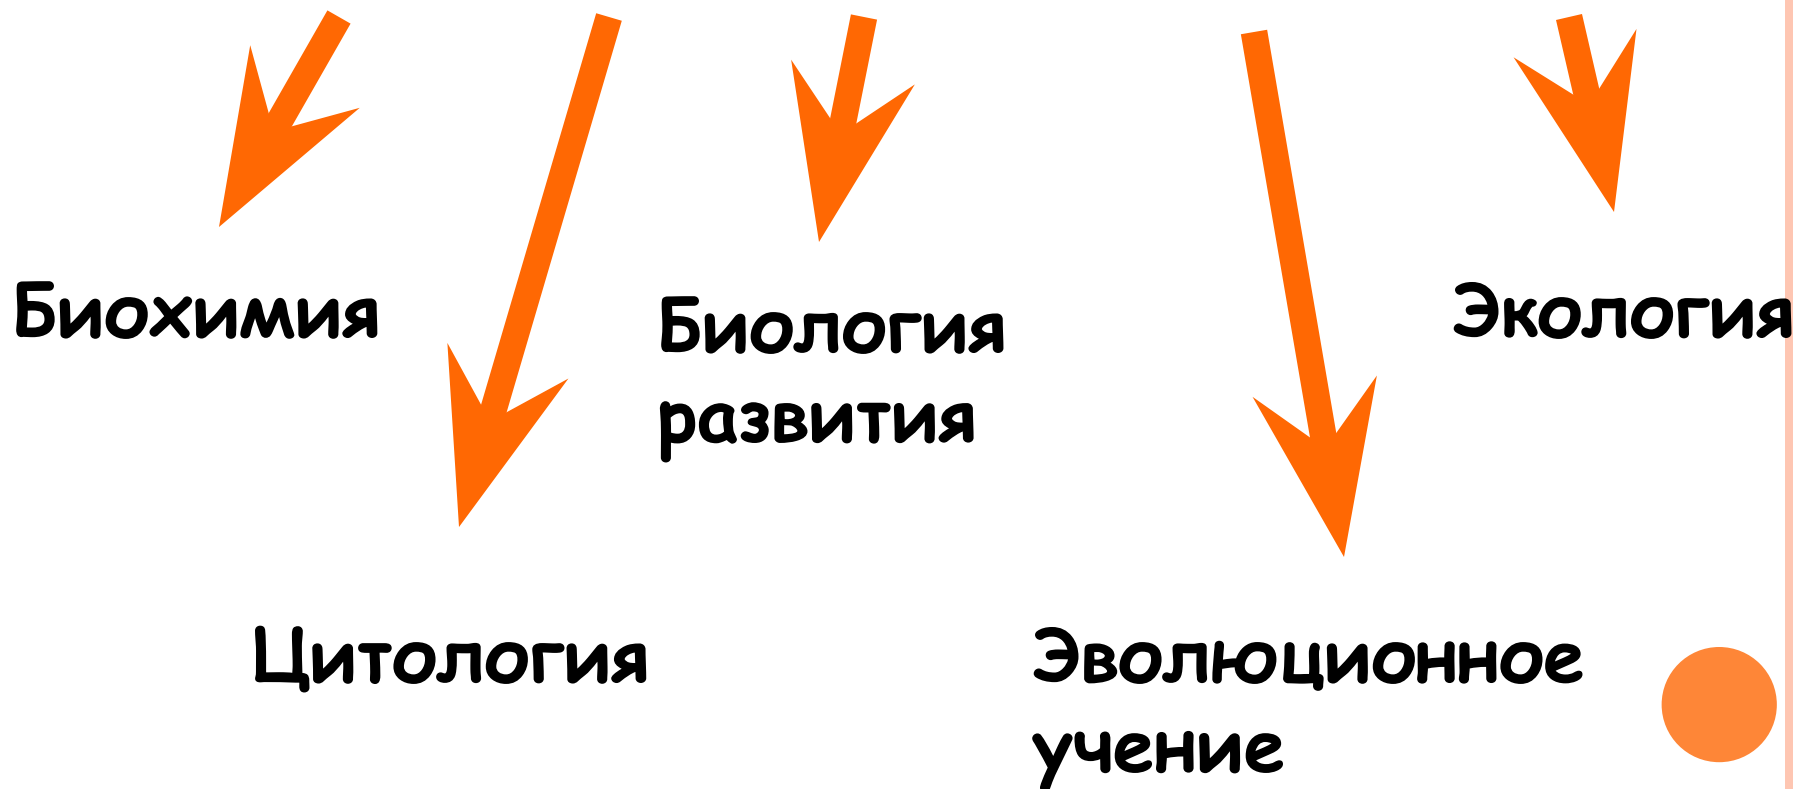 Биохимия
Биология
развития
Экология
Цитология
Эволюционное
учение